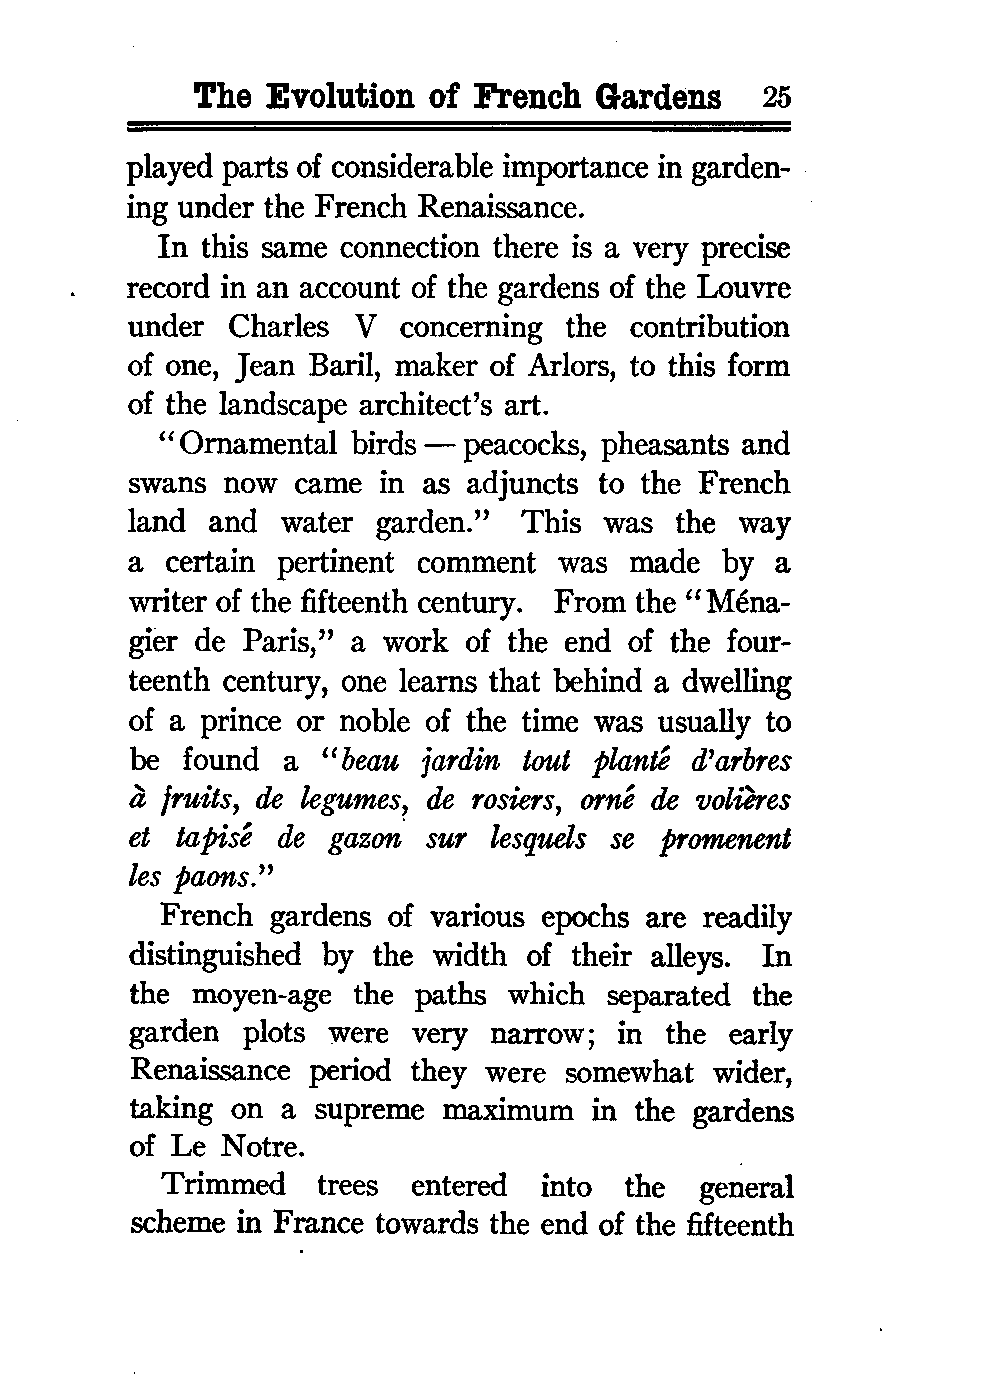 The Evolution of French Gardens 25
played parts of considerable importance in garden-
ing under the French Renaissance.
In this same connection there is a very precise
record in an account of the gardens of the Louvre
under Charles V concerning the contribution
of one, Jean Baril, maker of Arlors, to this form
of the landscape architect's art.
"Ornamental birds — peacocks, pheasants and
swans now came in as adjuncts to the French
land and water garden." This was the way
a certain pertinent comment was made by a
writer of the fifteenth century. From the "Ména-
gier de Paris," a work of the end of the four-
teenth century, one learns that behind a dwelling
of a prince or noble of the time was usually to
be found a "beau jardin tout planté d'arbres
à fruits, de legumes, de rosiers, orné de volières
et tapisé de gazon sur lesquels se promenent
les paons."
French gardens of various epochs are readily
distinguished by the width of their alleys. In
the moyen-age the paths which separated the
garden plots were very narrow; in the early
Renaissance period they were somewhat wider,
taking on a supreme maximum in the gardens
of Le Notre.
Trimmed trees entered into the general
scheme in France towards the end of the fifteenth